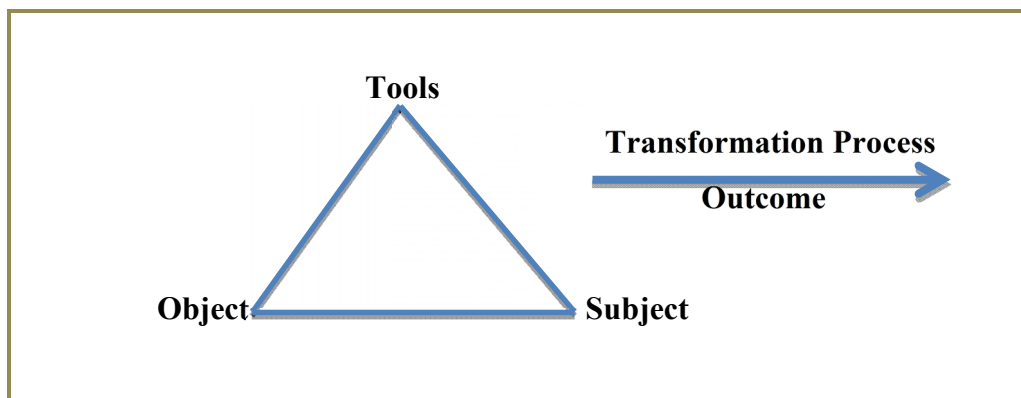 Tools
Transformation Process
Outcome
Object
Subject